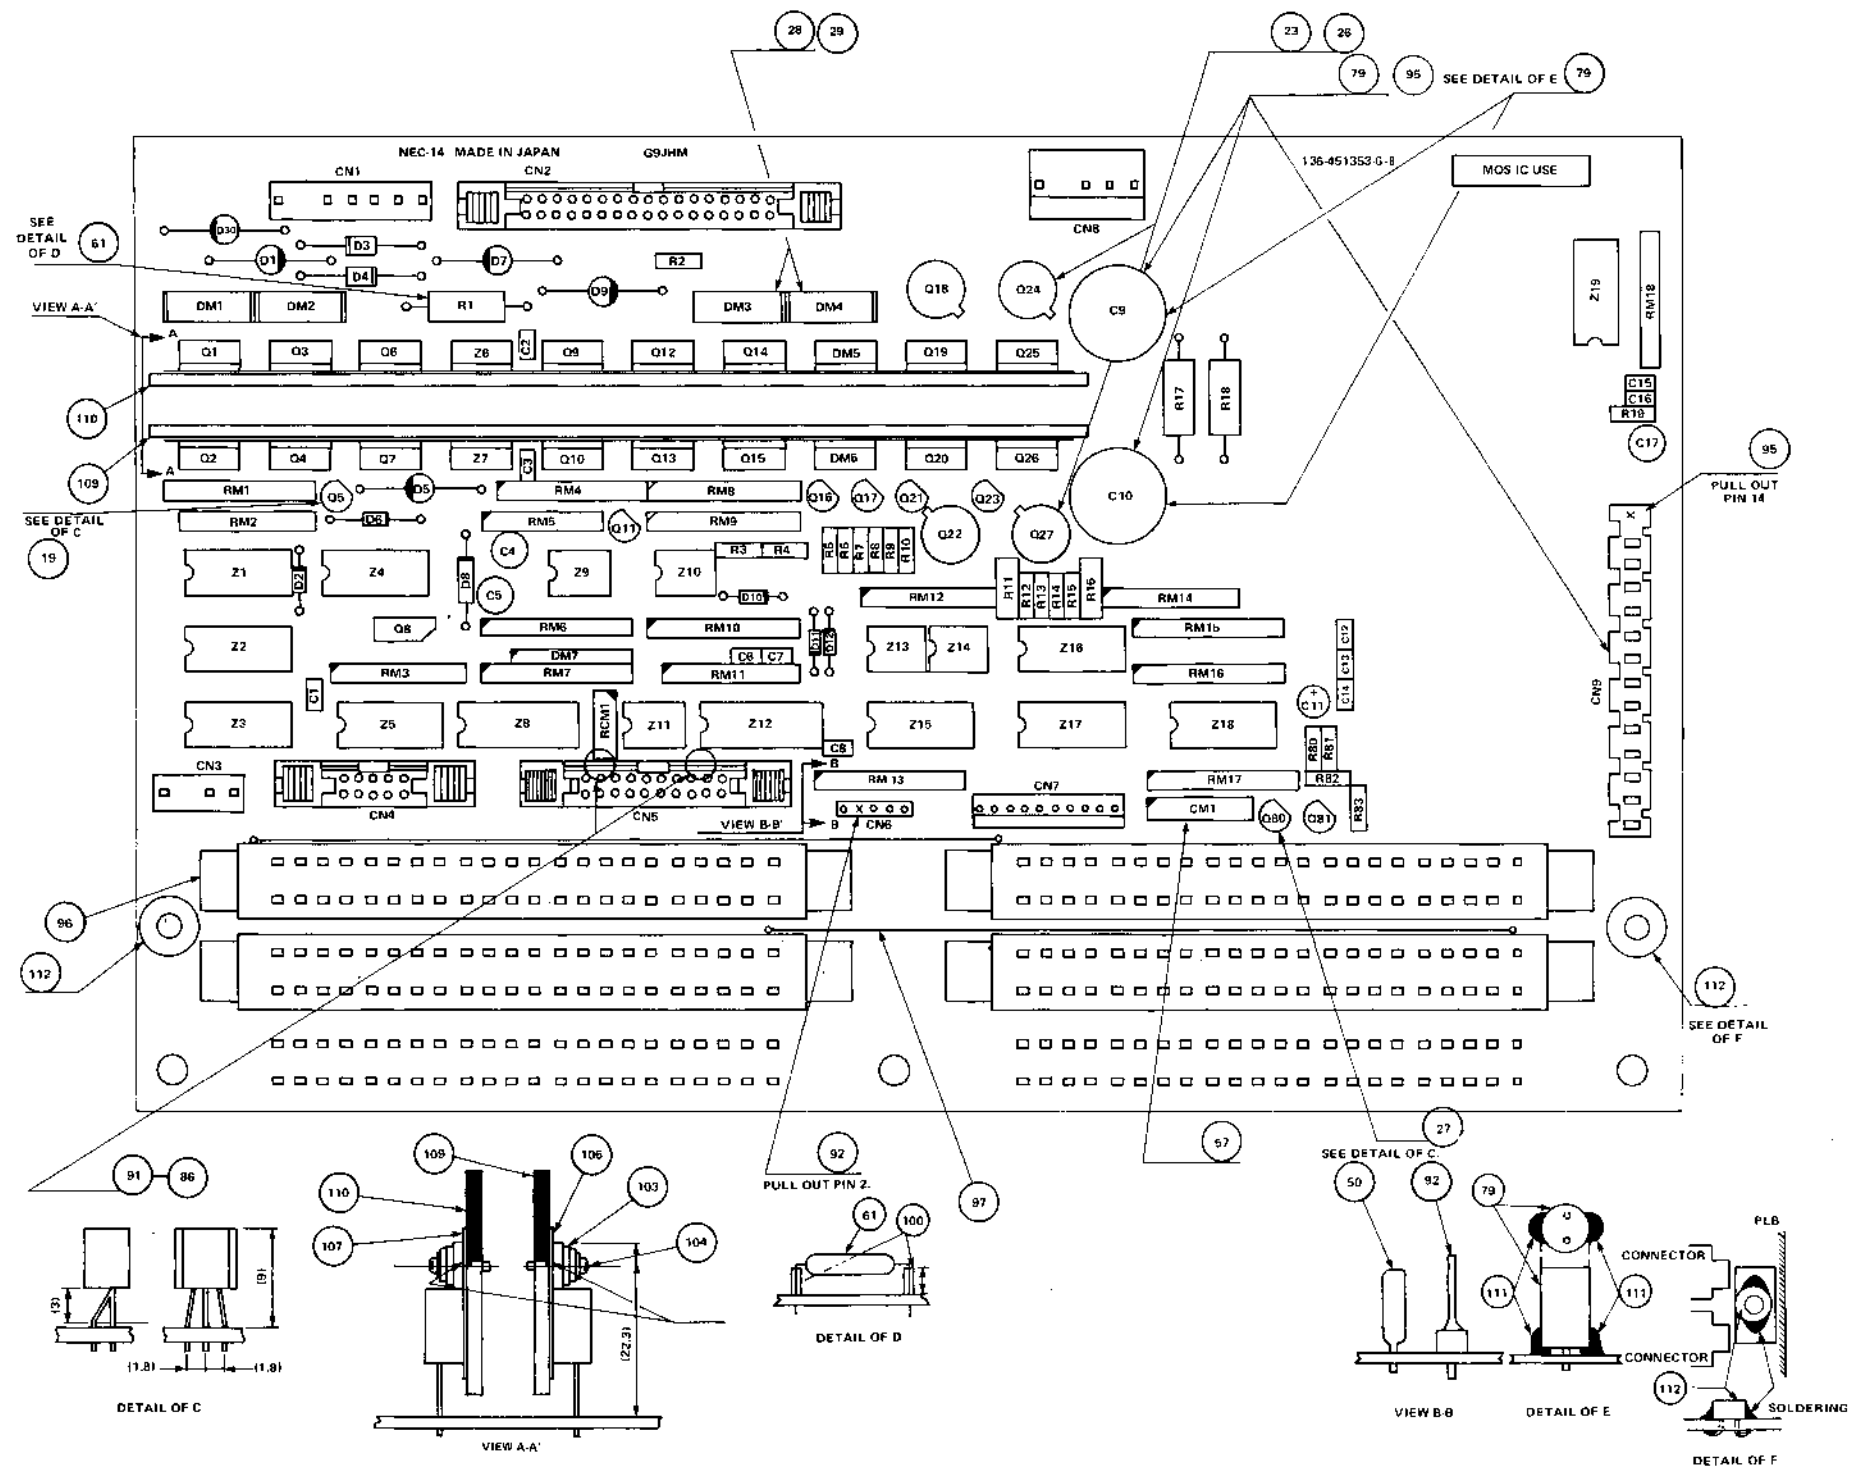 28 29
23 26
79 95 SEE DETAIL OF E 79
NEC-14 MADE IN JAPAN G9JHM
136-451353-G-B
MOS IC USE
CN1 CN2 CN8
SEE
DETAIL
OF D
61
D30 D3 D1 D4 D7 R2 D9
Q18 Q24 C9 Z19 RM18
VIEW A-A'
DM1 DM2 R1 DM3 DM4
A
Q1 Q3 Q6 Z6 C2 Q9 Q12 Q14 DM5 Q19 Q25
R17 R18
C15
C16
R19
C17
110
Q2 Q4 Q7 Z7 C3 Q10 Q13 Q15 DM6 Q20 Q26
A
109
95
PULL OUT
PIN 14
RM1 Q5 D5 RM4 RM8 Q16 Q17 Q21 Q23 C10
SEE DETAIL
OF C
19
RM2 D6 RM5 Q11 RM9 Q22 Q27
X
Z1 D2 Z4 D8 C4 C5 Z9 Z10 R3 R4
R5 R6 R7 R8 R9 R10
D10 RM12 R11 R12 R13 R14 R15 R16 RM14
Q8 RM6 RM10 D11 D12 RM15
Z2 DM7 C6 C7 Z13 Z14 Z16 C12 C13 C14
RM3 RM7 RM11 RM16
C1 RCM1 + C11 CN9
Z3 Z5 Z8 Z11 Z12 Z15 Z17 Z18
C8 R80 R81
CN3 B RM13 CN7 RM17 R82
CN4 CN5 VIEW B-B' B X CN6 CM1 Q80 Q81 R83
96
112
112
SEE DETAIL
OF F
91 86
109 106
110 103
107 104
92
PULL OUT PIN 2.
97
57
27
SEE DETAIL OF C.
61 100
50 92 79
PLB
CONNECTOR
111 111
CONNECTOR
112
SOLDERING
(3) (9)
(1.8) (1.8)
(22.3)
DETAIL OF C
VIEW A-A'
DETAIL OF D
VIEW B-B
DETAIL OF E
DETAIL OF F